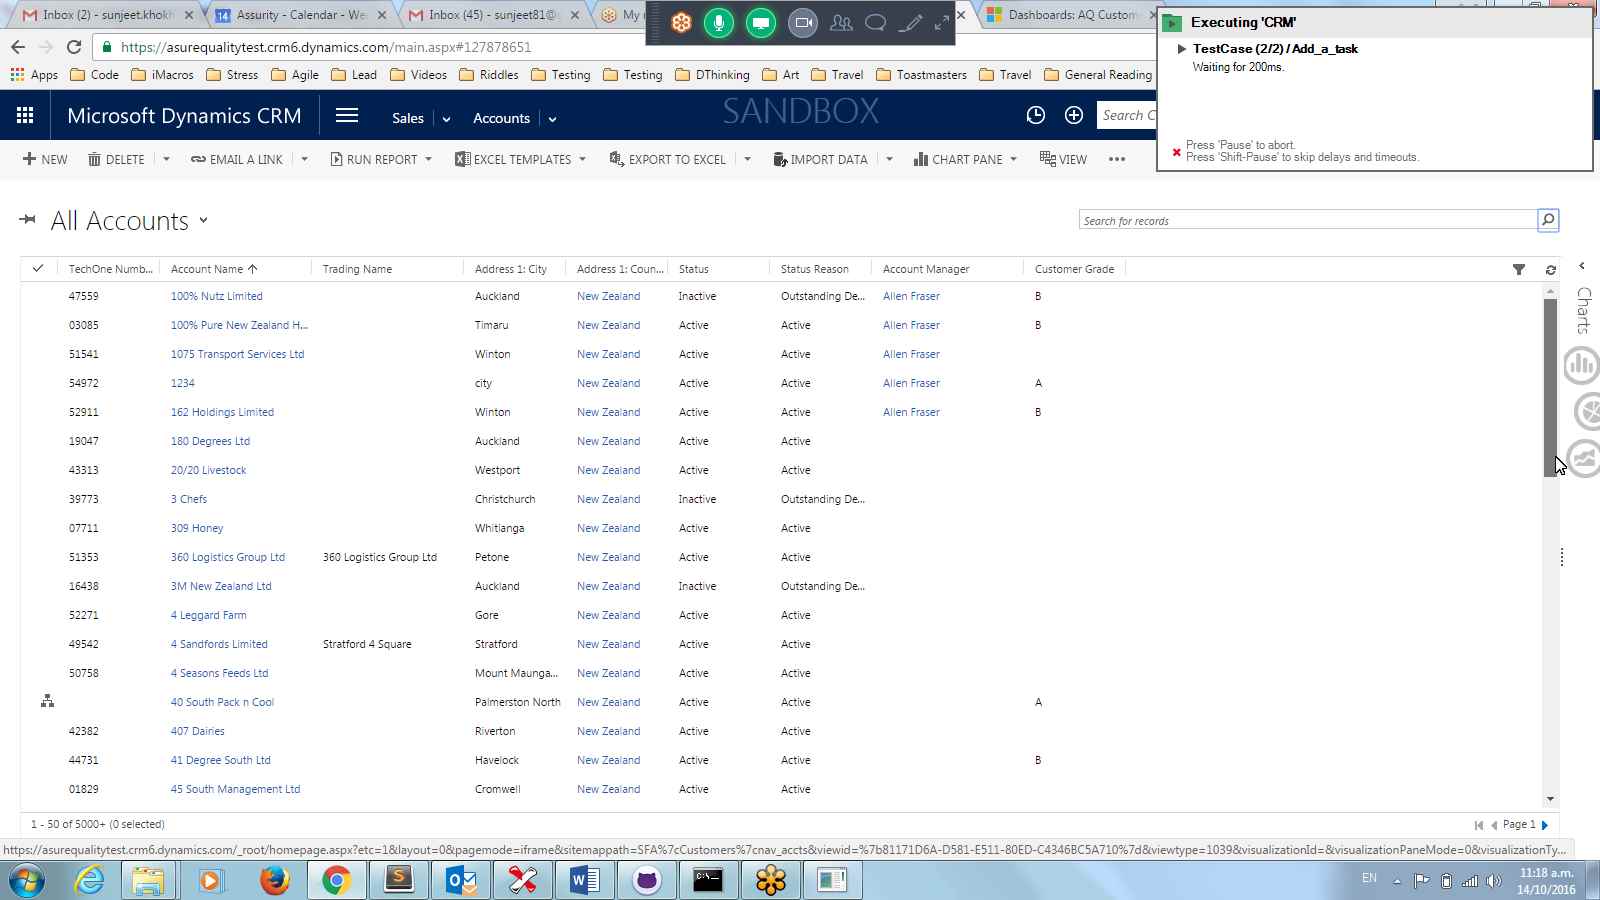 Inbox (2) - sunjeet.khokh
Assurity - Calendar - Wee
Inbox (45) - sunjeet81@g
My r
Dashboards: AQ Custom
https://asurequalitytest.crm6.dynamics.com/main.aspx#127878651
Apps Code iMacros Stress Agile Lead Videos Riddles Testing Testing DThinking Art Travel Toastmasters Travel General Reading
Executing 'CRM'
TestCase (2/2) / Add_a_task
Waiting for 200ms.
Press 'Pause' to abort.
Press 'Shift-Pause' to skip delays and timeouts.
Microsoft Dynamics CRM Sales Accounts SANDBOX Search C
NEW DELETE EMAIL A LINK RUN REPORT EXCEL TEMPLATES EXPORT TO EXCEL IMPORT DATA CHART PANE VIEW
All Accounts
Search for records
TechOne Numb... Account Name Trading Name Address 1: City Address 1: Coun... Status Status Reason Account Manager Customer Grade
47559 100% Nutz Limited Auckland New Zealand Inactive Outstanding De... Allen Fraser B
03085 100% Pure New Zealand H... Timaru New Zealand Active Active Allen Fraser B
51541 1075 Transport Services Ltd Winton New Zealand Active Active Allen Fraser
54972 1234 city New Zealand Active Active Allen Fraser A
52911 162 Holdings Limited Winton New Zealand Active Active Allen Fraser B
19047 180 Degrees Ltd Auckland New Zealand Active Active
43313 20/20 Livestock Westport New Zealand Active Active
39773 3 Chefs Christchurch New Zealand Inactive Outstanding De...
07711 309 Honey Whitianga New Zealand Active Active
51353 360 Logistics Group Ltd 360 Logistics Group Ltd Petone New Zealand Active Active
16438 3M New Zealand Ltd Auckland New Zealand Inactive Outstanding De...
52271 4 Leggard Farm Gore New Zealand Active Active
49542 4 Sandfords Limited Stratford 4 Square Stratford New Zealand Active Active
50758 4 Seasons Feeds Ltd Mount Maunga... New Zealand Active Active
40 South Pack n Cool Palmerston North New Zealand Active Active A
42382 407 Dairies Riverton New Zealand Active Active
44731 41 Degree South Ltd Havelock New Zealand Active Active B
01829 45 South Management Ltd Cromwell New Zealand Active Active
Charts
1 - 50 of 5000+ (0 selected)
Page 1
https://asurequalitytest.crm6.dynamics.com/_root/homepage.aspx?etc=1&layout=0&pagemode=iframe&sitemappath=SFA%7cCustomers%7cnav_accts&viewid=%7b81171D6A-D581-E511-80ED-C4346BC5A710%7d&viewtype=1039&visualizationId=&visualizationPaneMode=0&visualizationTy...
EN
11:18 a.m.
14/10/2016